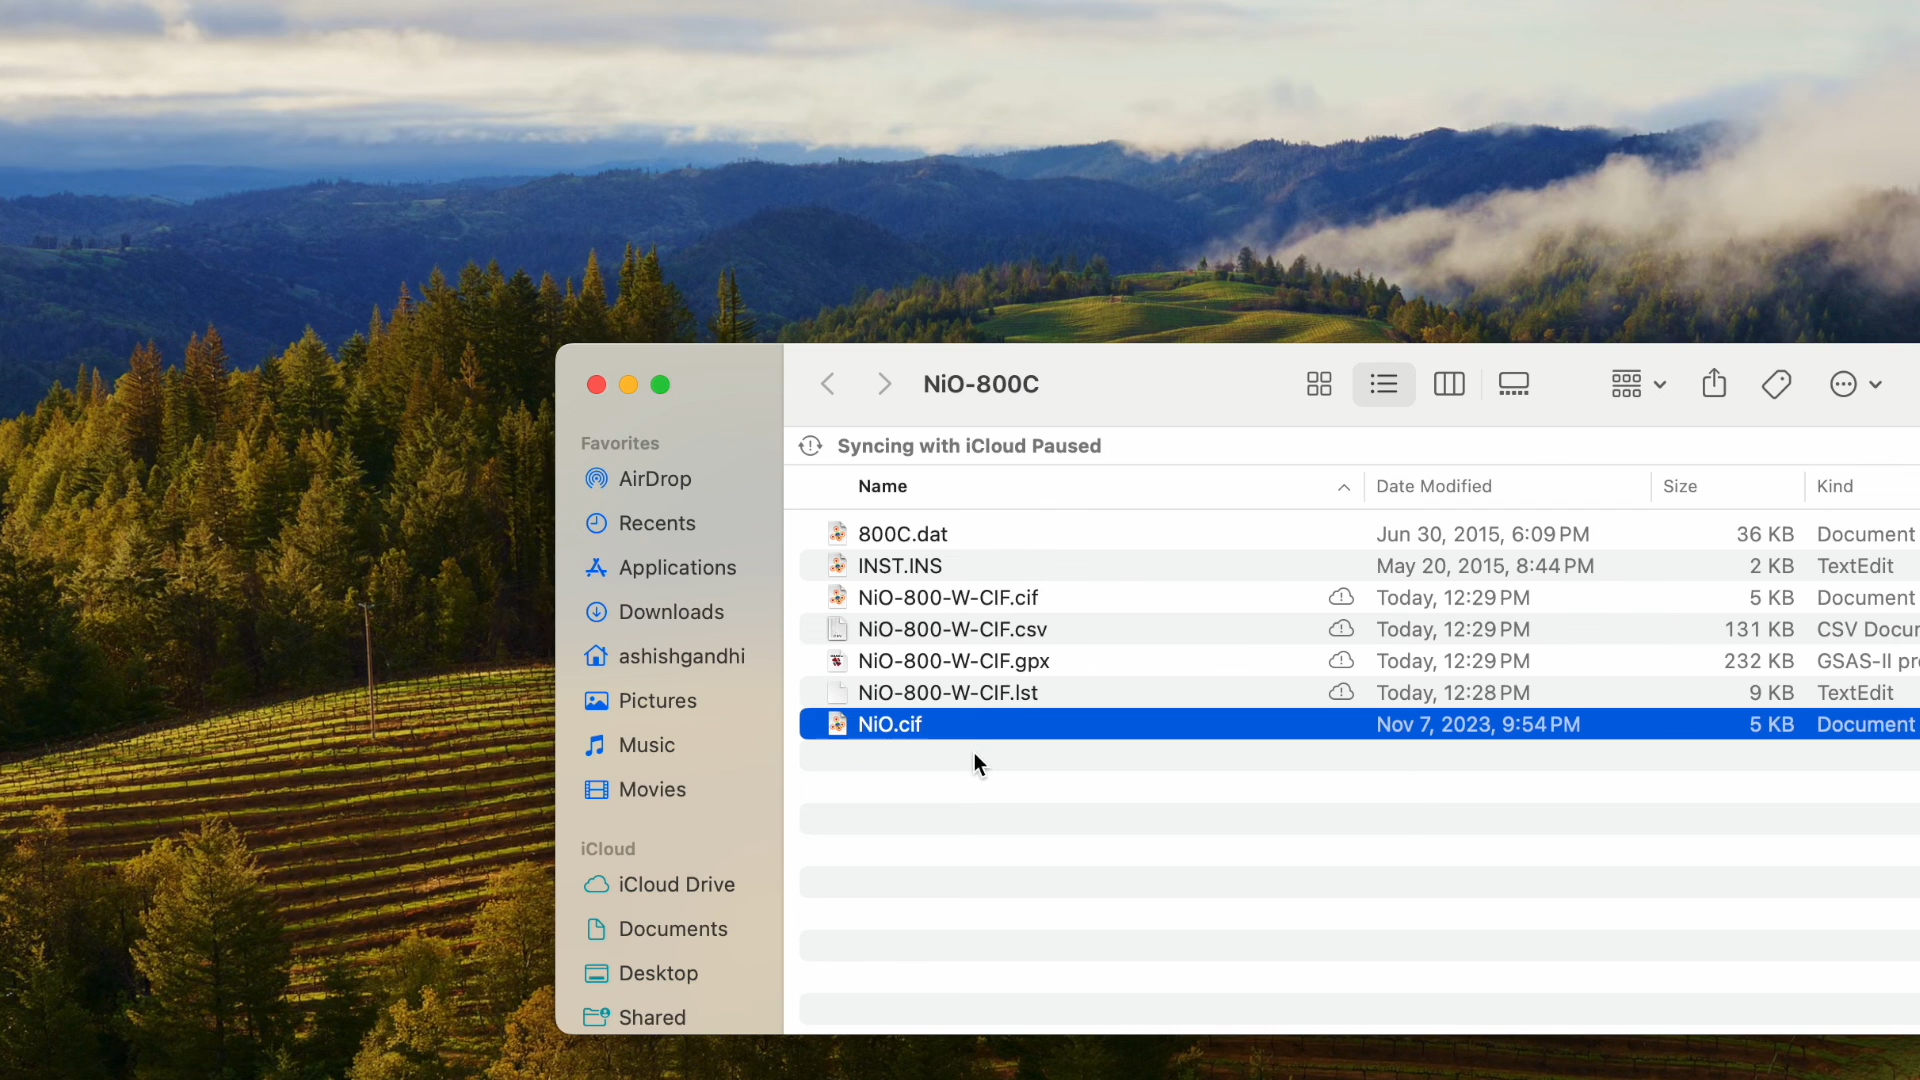 NiO-800C
Favorites
AirDrop
Recents
Applications
Downloads
ashishgandhi
Pictures
Music
Movies
iCloud
iCloud Drive
Documents
Desktop
Shared
Syncing with iCloud Paused
Name Date Modified Size Kind
800C.dat Jun 30, 2015, 6:09 PM 36 KB Document
INST.INS May 20, 2015, 8:44 PM 2 KB TextEdit
NiO-800-W-CIF.cif Today, 12:29 PM 5 KB Document
NiO-800-W-CIF.csv Today, 12:29 PM 131 KB CSV Docur
NiO-800-W-CIF.gpx Today, 12:29 PM 232 KB GSAS-II pr
NiO-800-W-CIF.lst Today, 12:28 PM 9 KB TextEdit
NiO.cif Nov 7, 2023, 9:54 PM 5 KB Document